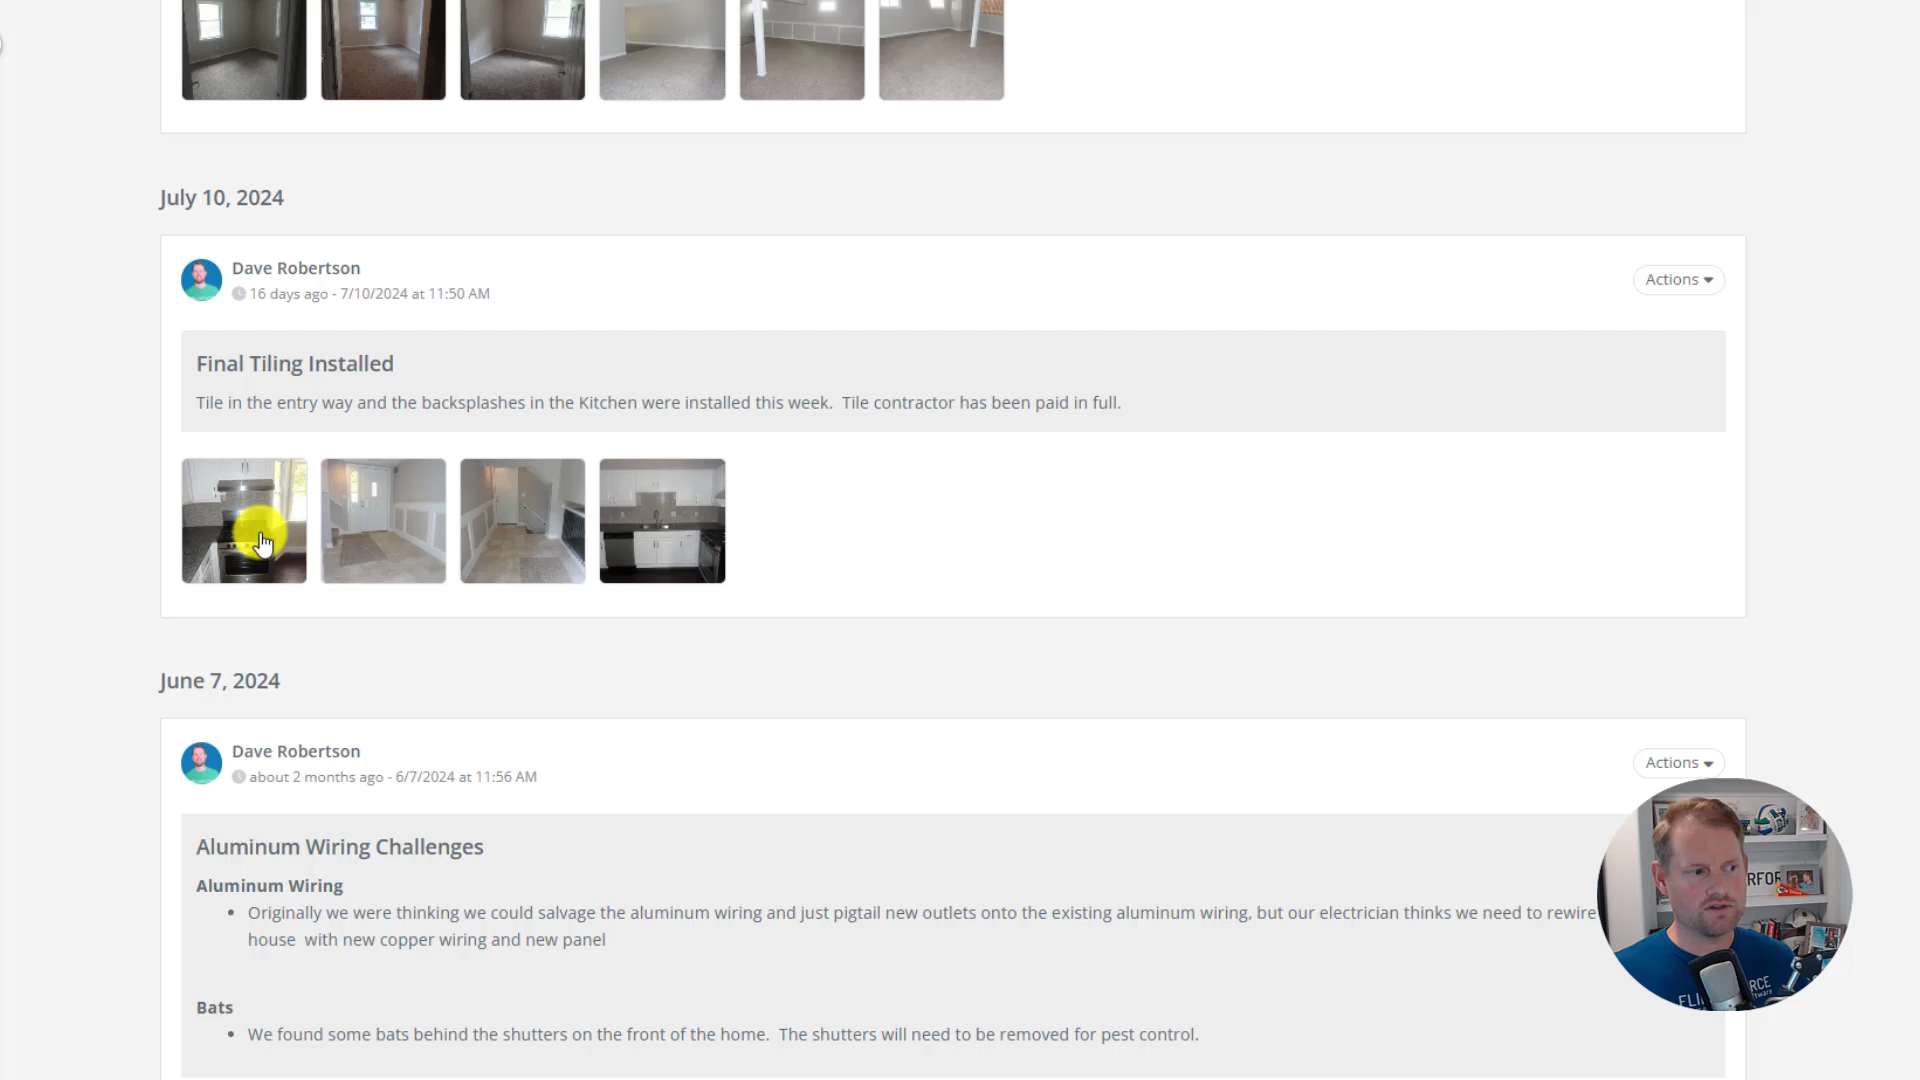 July 10, 2024
Dave Robertson
16 days ago - 7/10/2024 at 11:50 AM
Actions
Final Tiling Installed
Tile in the entry way and the backsplashes in the Kitchen were installed this week.  Tile contractor has been paid in full.
June 7, 2024
Dave Robertson
about 2 months ago - 6/7/2024 at 11:56 AM
Actions
Aluminum Wiring Challenges
Aluminum Wiring
• Originally we were thinking we could salvage the aluminum wiring and just pigtail new outlets onto the existing aluminum wiring, but our electrician thinks we need to rewire
house  with new copper wiring and new panel
Bats
• We found some bats behind the shutters on the front of the home.  The shutters will need to be removed for pest control.